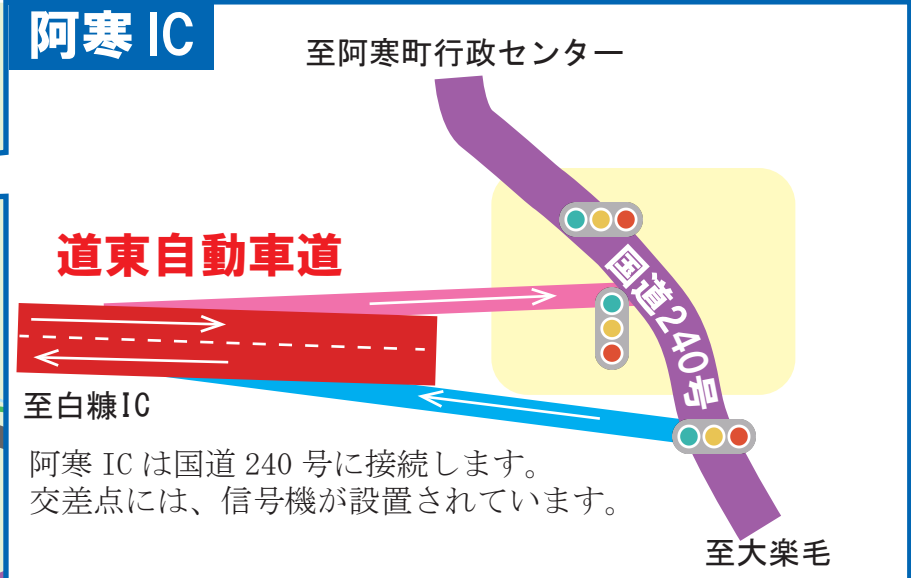 阿寒 IC
至阿寒町行政センター
道東自動車道
国道240号
至白糠IC
阿寒 IC は国道 240 号に接続します。
交差点には、信号機が設置されています。
至大楽毛